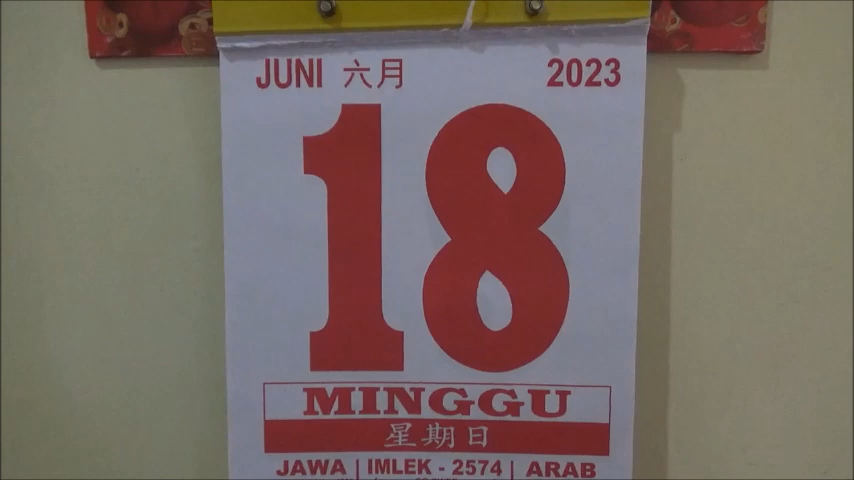 JUNI 六月 2023
18
MINGGU
星期日
JAWA | IMLEK - 2574 | ARAB